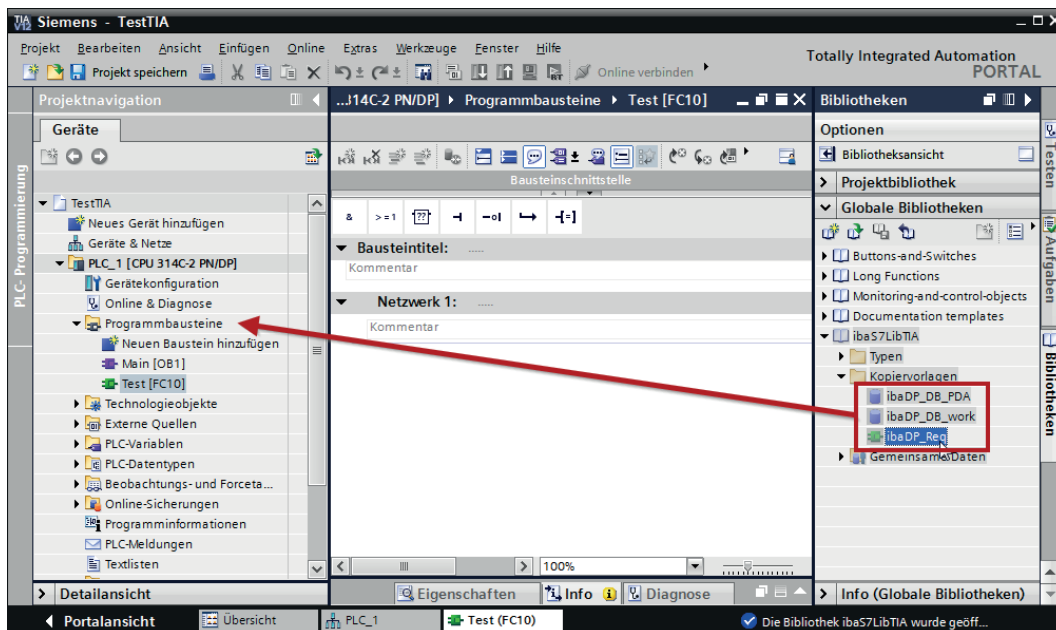 Siemens - TestTIA
Projekt Bearbeiten Ansicht Einfügen Online Extras Werkzeuge Fenster Hilfe
Totally Integrated Automation
PORTAL
Projekt speichern
Online verbinden
Projektnavigation
Geräte
PLC-Programmierung
TestTIA
Neues Gerät hinzufügen
Geräte & Netze
PLC_1 [CPU 314C-2 PN/DP]
Gerätekonfiguration
Online & Diagnose
Programmbausteine
Neuen Baustein hinzufügen
Main [OB1]
Test [FC10]
Technologieobjekte
Externe Quellen
PLC-Variablen
PLC-Datentypen
Beobachtungs- und Forceta...
Online-Sicherungen
Programminformationen
PLC-Meldungen
Textlisten
Detailansicht
...J14C-2 PN/DP] Programmbausteine Test [FC10]
Bausteinschnittstelle
& >=1 ??
Bausteintitel: .....
Kommentar
Netzwerk 1: .....
Kommentar
100%
Eigenschaften Info Diagnose
Bibliotheken
Optionen
Bibliotheksansicht
Projektbibliothek
Globale Bibliotheken
Buttons-and-Switches
Long Functions
Monitoring-and-control-objects
Documentation templates
ibaS7LibTIA
Typen
Kopiervorlagen
ibaDP_DB_PDA
ibaDP_DB_work
ibaDP_Req
Gemeinsame Daten
Info (Globale Bibliotheken)
Testen
Aufgaben
Bibliotheken
Portalansicht Übersicht PLC_1 Test (FC10) Die Bibliothek ibaS7LibTIA wurde geöff...